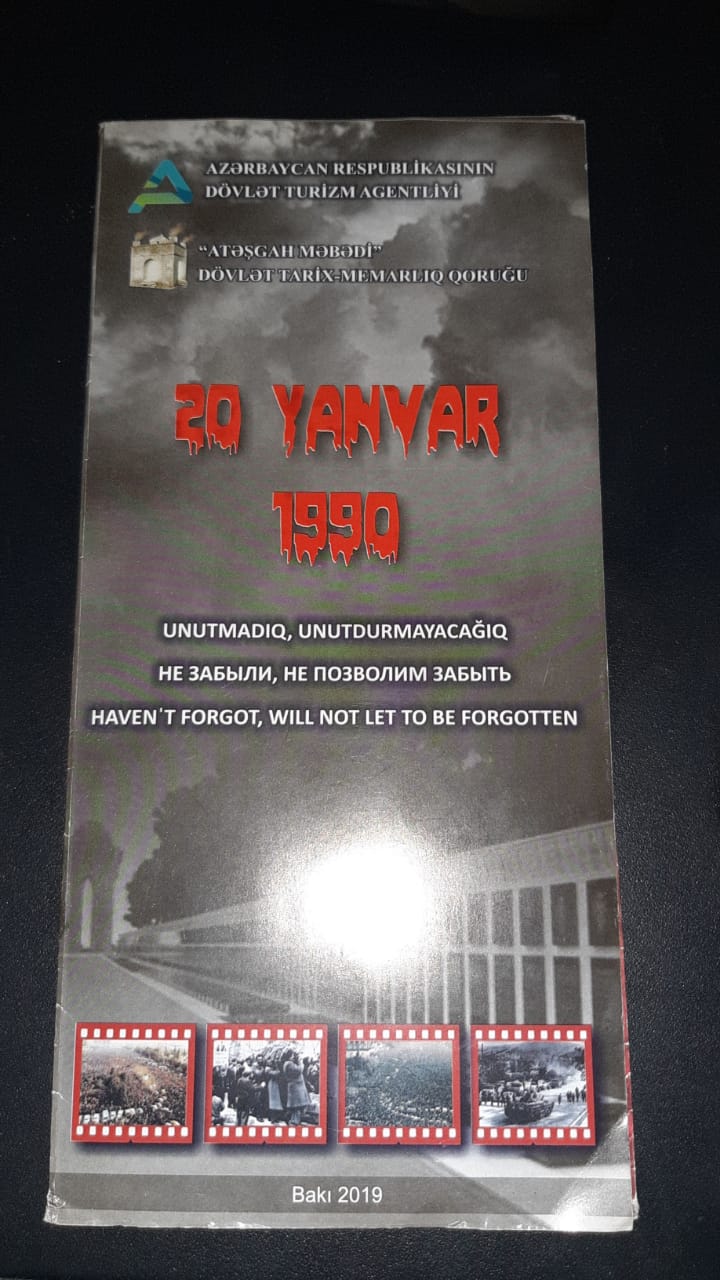 AZƏRBAYCAN RESPUBLİKASININ
DÖVLƏT TURİZM AGENTLİYİ
“ATƏŞGAH MƏBƏDİ”
DÖVLƏT TARİX-MEMARLIQ QORUĞU
20 YANVAR
1990
UNUTMADIQ, UNUTDURMAYACAĞIQ
НЕ ЗАБЫЛИ, НЕ ПОЗВОЛИМ ЗАБЫТЬ
HAVEN'T FORGOT, WILL NOT LET TO BE FORGOTTEN
Bakı 2019